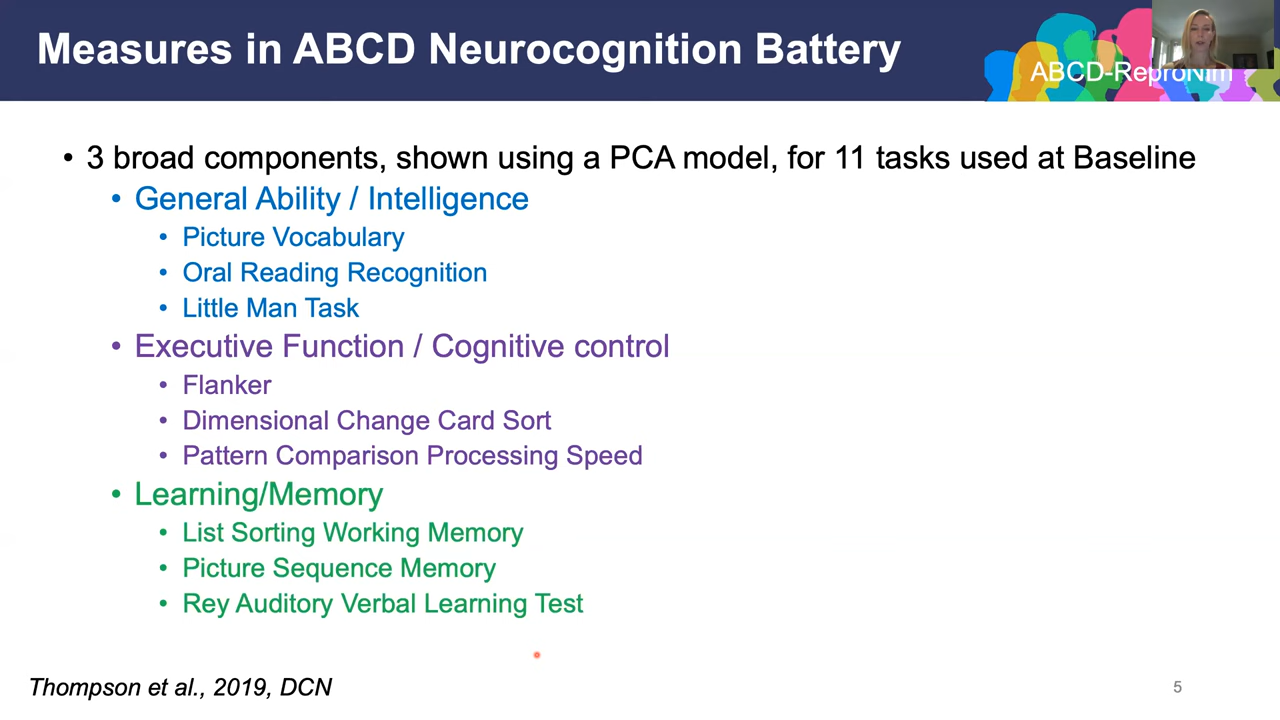 Measures in ABCD Neurocognition Battery
ABCD-ReproNim
• 3 broad components, shown using a PCA model, for 11 tasks used at Baseline
• General Ability / Intelligence
• Picture Vocabulary
• Oral Reading Recognition
• Little Man Task
• Executive Function / Cognitive control
• Flanker
• Dimensional Change Card Sort
• Pattern Comparison Processing Speed
• Learning/Memory
• List Sorting Working Memory
• Picture Sequence Memory
• Rey Auditory Verbal Learning Test
Thompson et al., 2019, DCN
5